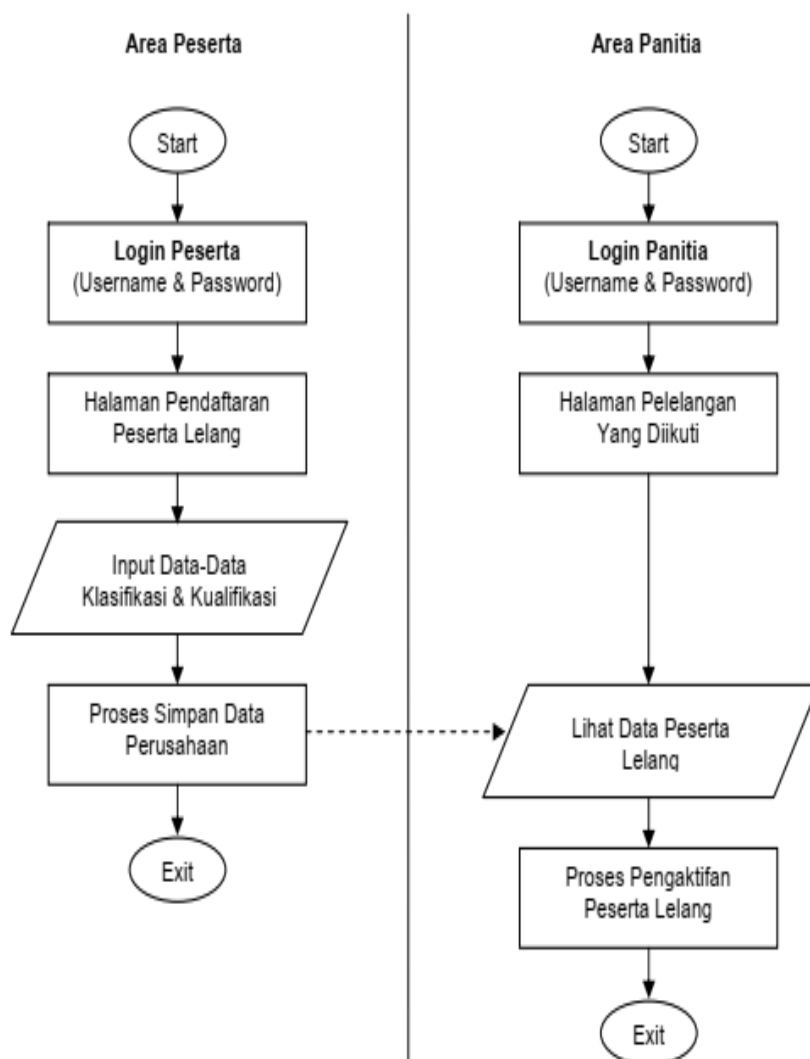 Area Peserta
Start
Login Peserta
(Username & Password)
Halaman Pendaftaran
Peserta Lelang
Input Data-Data
Klasifikasi & Kualifikasi
Proses Simpan Data
Perusahaan
Exit
Area Panitia
Start
Login Panitia
(Username & Password)
Halaman Pelelangan
Yang Diikuti
Lihat Data Peserta
Lelang
Proses Pengaktifan
Peserta Lelang
Exit